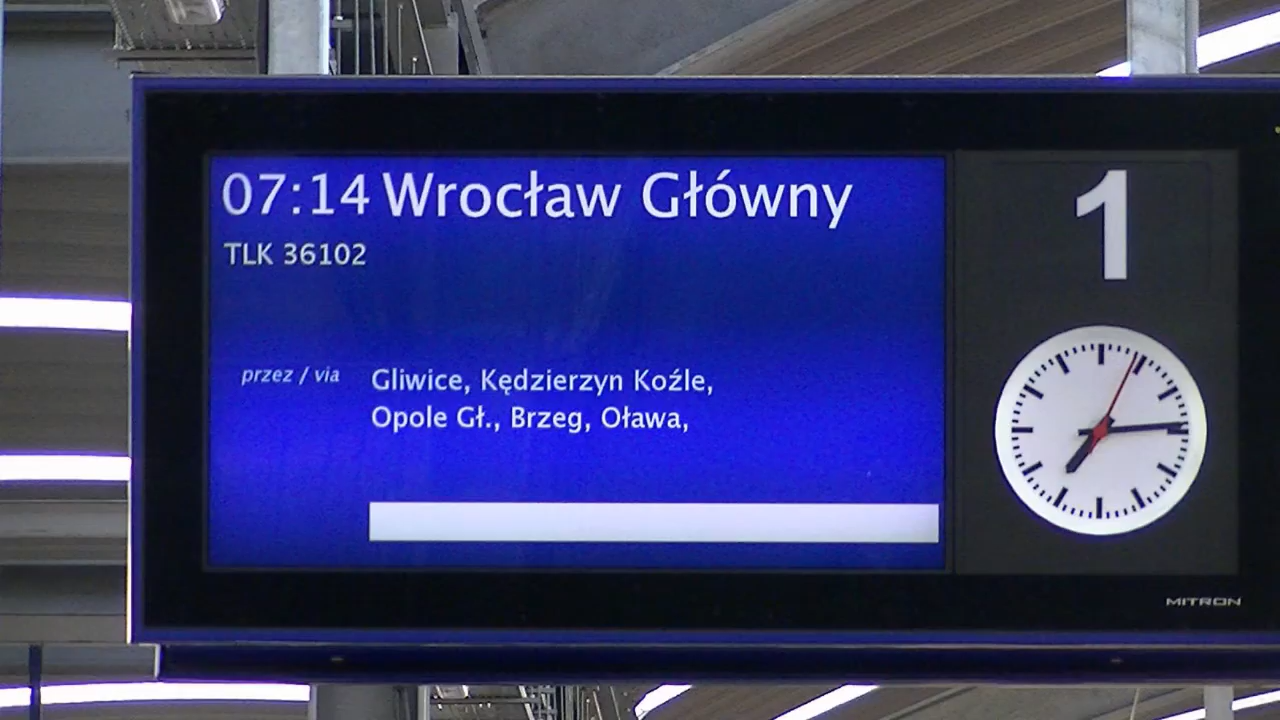 07:14 Wrocław Główny
1
TLK 36102
przez / via Gliwice, Kędzierzyn Koźle,
Opole Gł., Brzeg, Oława,
MITRON